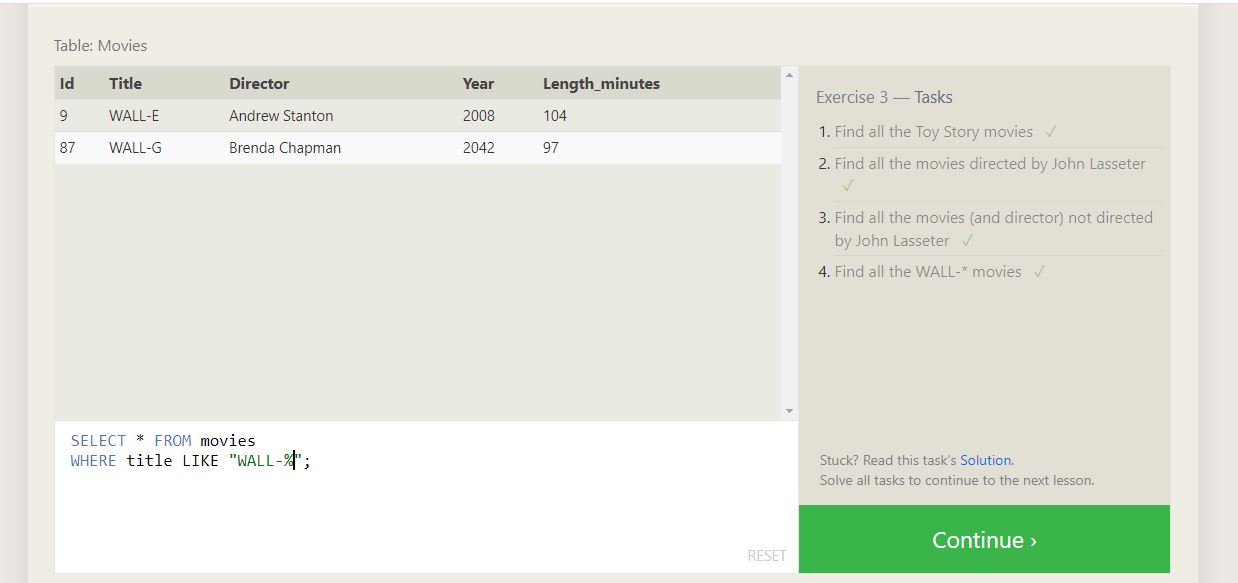 Table: Movies
Id Title Director Year Length_minutes
9 WALL-E Andrew Stanton 2008 104
87 WALL-G Brenda Chapman 2042 97
SELECT * FROM movies
WHERE title LIKE "WALL-%";
RESET
Exercise 3 — Tasks
1. Find all the Toy Story movies ✓
2. Find all the movies directed by John Lasseter
✓
3. Find all the movies (and director) not directed
by John Lasseter ✓
4. Find all the WALL-* movies ✓
Stuck? Read this task's Solution.
Solve all tasks to continue to the next lesson.
Continue ›